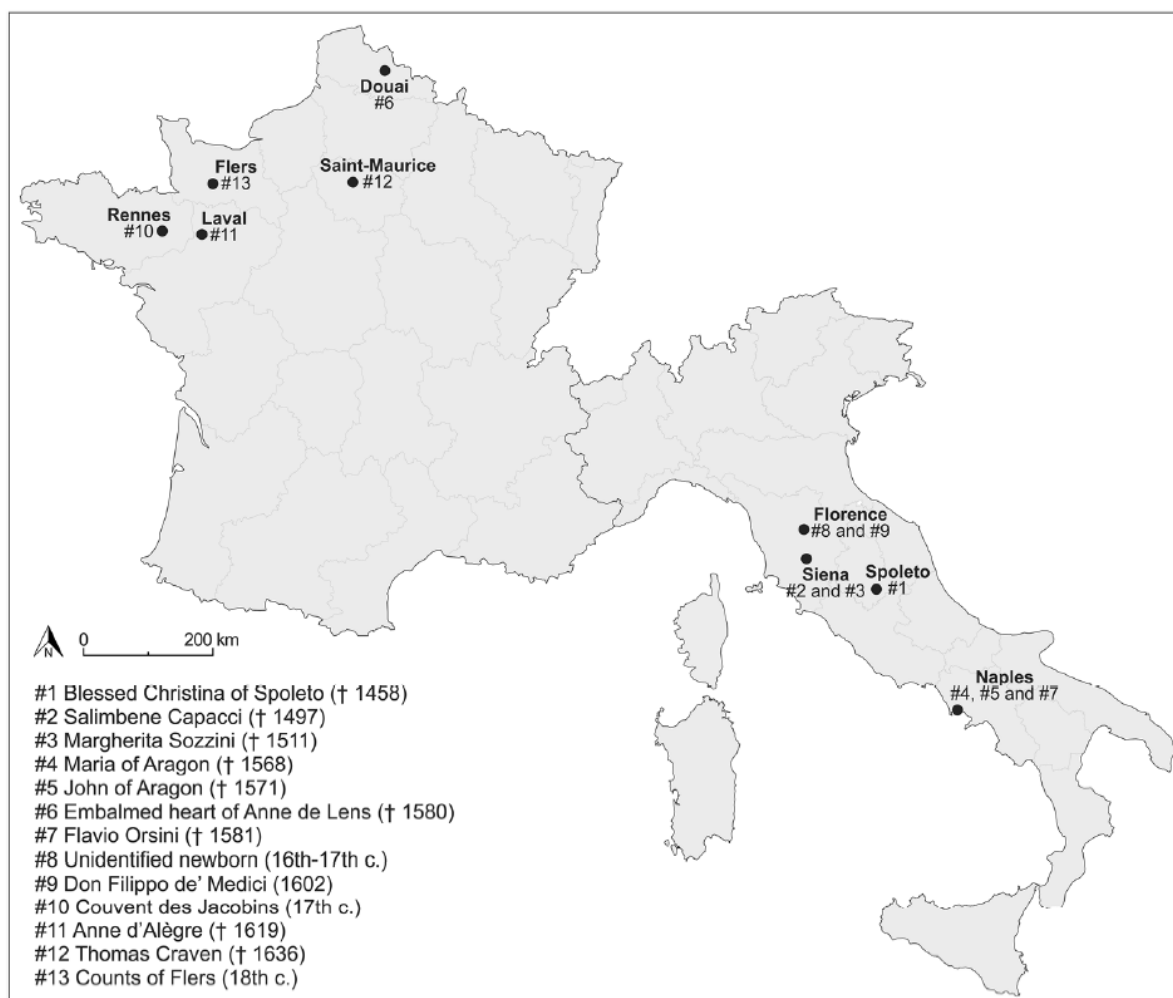 Douai
#6
Flers
#13
Saint-Maurice
#12
Rennes
#10
Laval
#11
Florence
#8 and #9
Siena
#2 and #3
Spoleto
#1
Naples
#4, #5 and #7
N
0 200 km
#1 Blessed Christina of Spoleto († 1458)
#2 Salimbene Capacci († 1497)
#3 Margherita Sozzini († 1511)
#4 Maria of Aragon († 1568)
#5 John of Aragon († 1571)
#6 Embalmed heart of Anne de Lens († 1580)
#7 Flavio Orsini († 1581)
#8 Unidentified newborn (16th-17th c.)
#9 Don Filippo de' Medici (1602)
#10 Couvent des Jacobins (17th c.)
#11 Anne d'Alègre († 1619)
#12 Thomas Craven († 1636)
#13 Counts of Flers (18th c.)